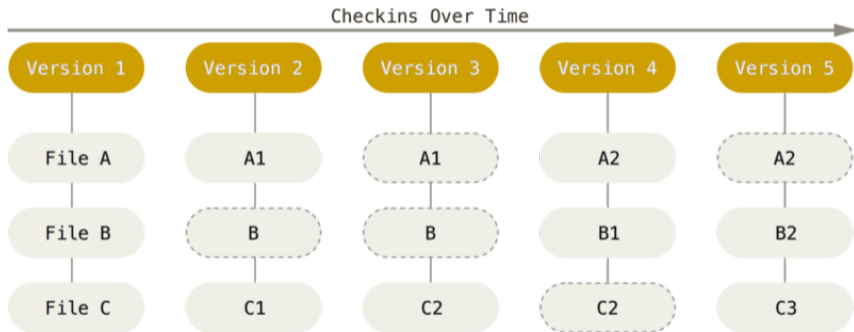 Checkins Over Time
Version 1 Version 2 Version 3 Version 4 Version 5
File A A1 A1 A2 A2
File B B B B1 B2
File C C1 C2 C2 C3